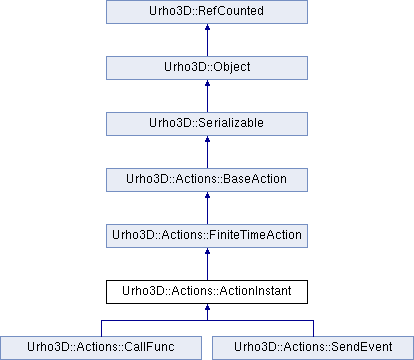 Urho3D::RefCounted
Urho3D::Object
Urho3D::Serializable
Urho3D::Actions::BaseAction
Urho3D::Actions::FiniteTimeAction
Urho3D::Actions::ActionInstant
Urho3D::Actions::CallFunc
Urho3D::Actions::SendEvent